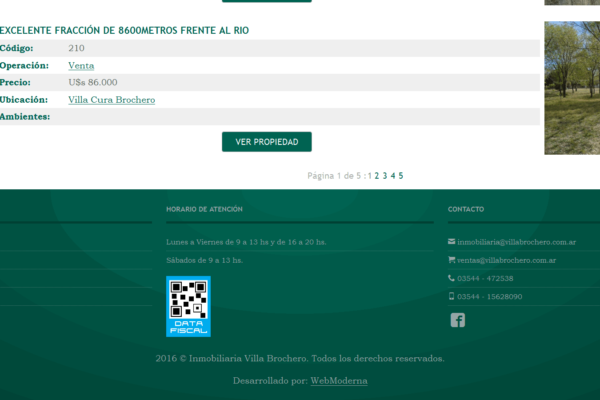 EXCELENTE FRACCIÓN DE 8600METROS FRENTE AL RIO
Código: 210
Operación: Venta
Precio: U$s 86.000
Ubicación: Villa Cura Brochero
Ambientes:
VER PROPIEDAD
Página 1 de 5 :1 2 3 4 5
HORARIO DE ATENCIÓN
Lunes a Viernes de 9 a 13 hs y de 16 a 20 hs.
Sábados de 9 a 13 hs.
DATA
FISCAL
CONTACTO
inmobiliaria@villabrochero.com.ar
ventas@villabrochero.com.ar
03544 - 472538
03544 - 15628090
2016 © Inmobiliaria Villa Brochero. Todos los derechos reservados.
Desarrollado por: WebModerna